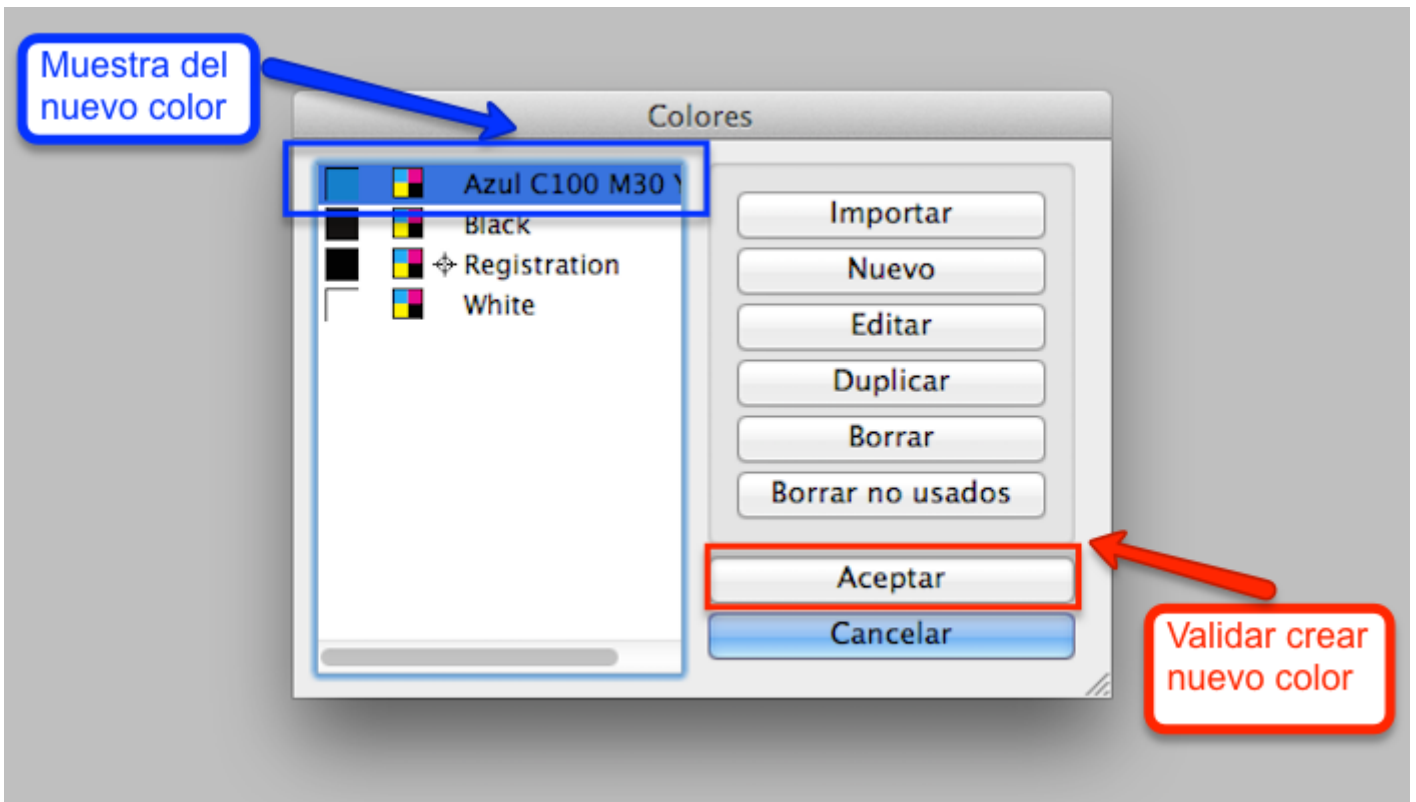 Muestra del
nuevo color
Colores
Azul C100 M30
Black
Registration
White
Importar
Nuevo
Editar
Duplicar
Borrar
Borrar no usados
Aceptar
Cancelar
Validar crear
nuevo color